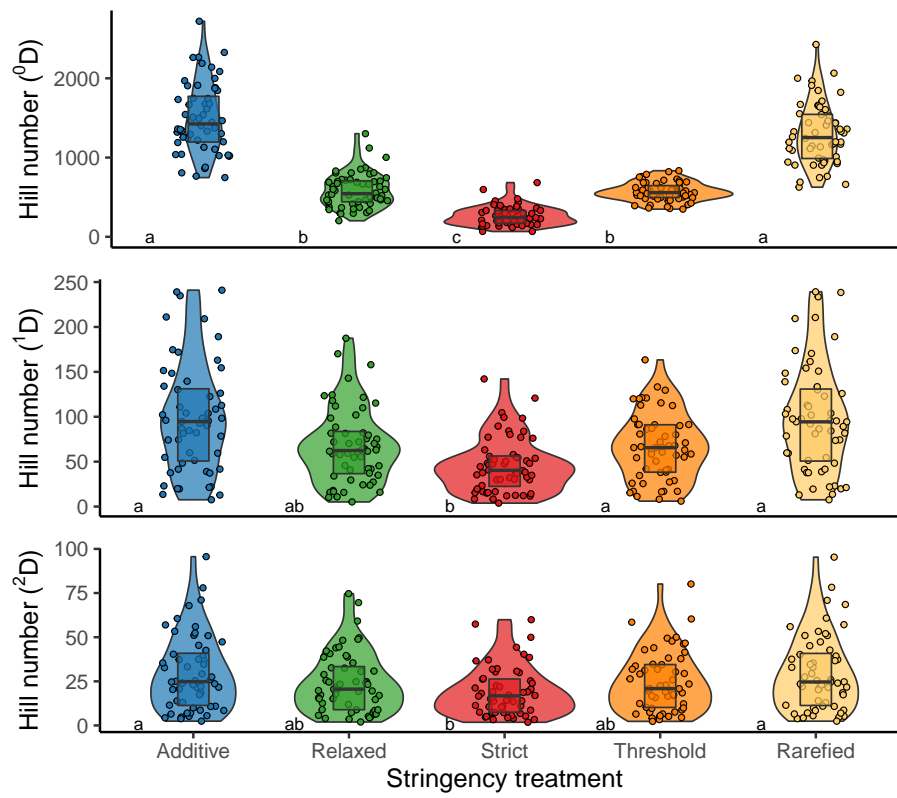 Hill number (⁰D)
2000
1000
0
a b c b a
Hill number (¹D)
250
200
150
100
50
0
a ab b a a
Hill number (²D)
100
75
50
25
0
a ab b ab a
Additive Relaxed Strict Threshold Rarefied
Stringency treatment